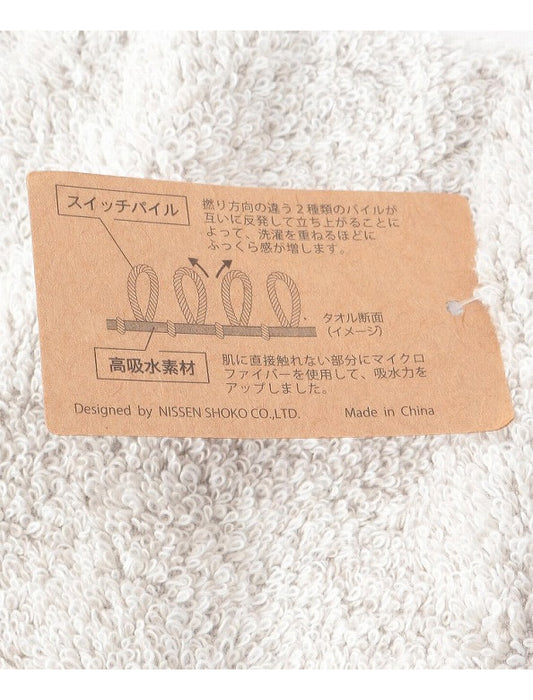 スイッチパイル
撚り方向の違う2種類のパイルが
互いに反発して立ち上がることに
よって、洗濯を重ねるほどに
ふっくら感が増します。
タオル断面
(イメージ)
高吸水素材
肌に直接触れない部分にマイクロ
ファイバーを使用して、吸水力を
アップしました。
Designed by NISSEN SHOKO CO.,LTD.
Made in China